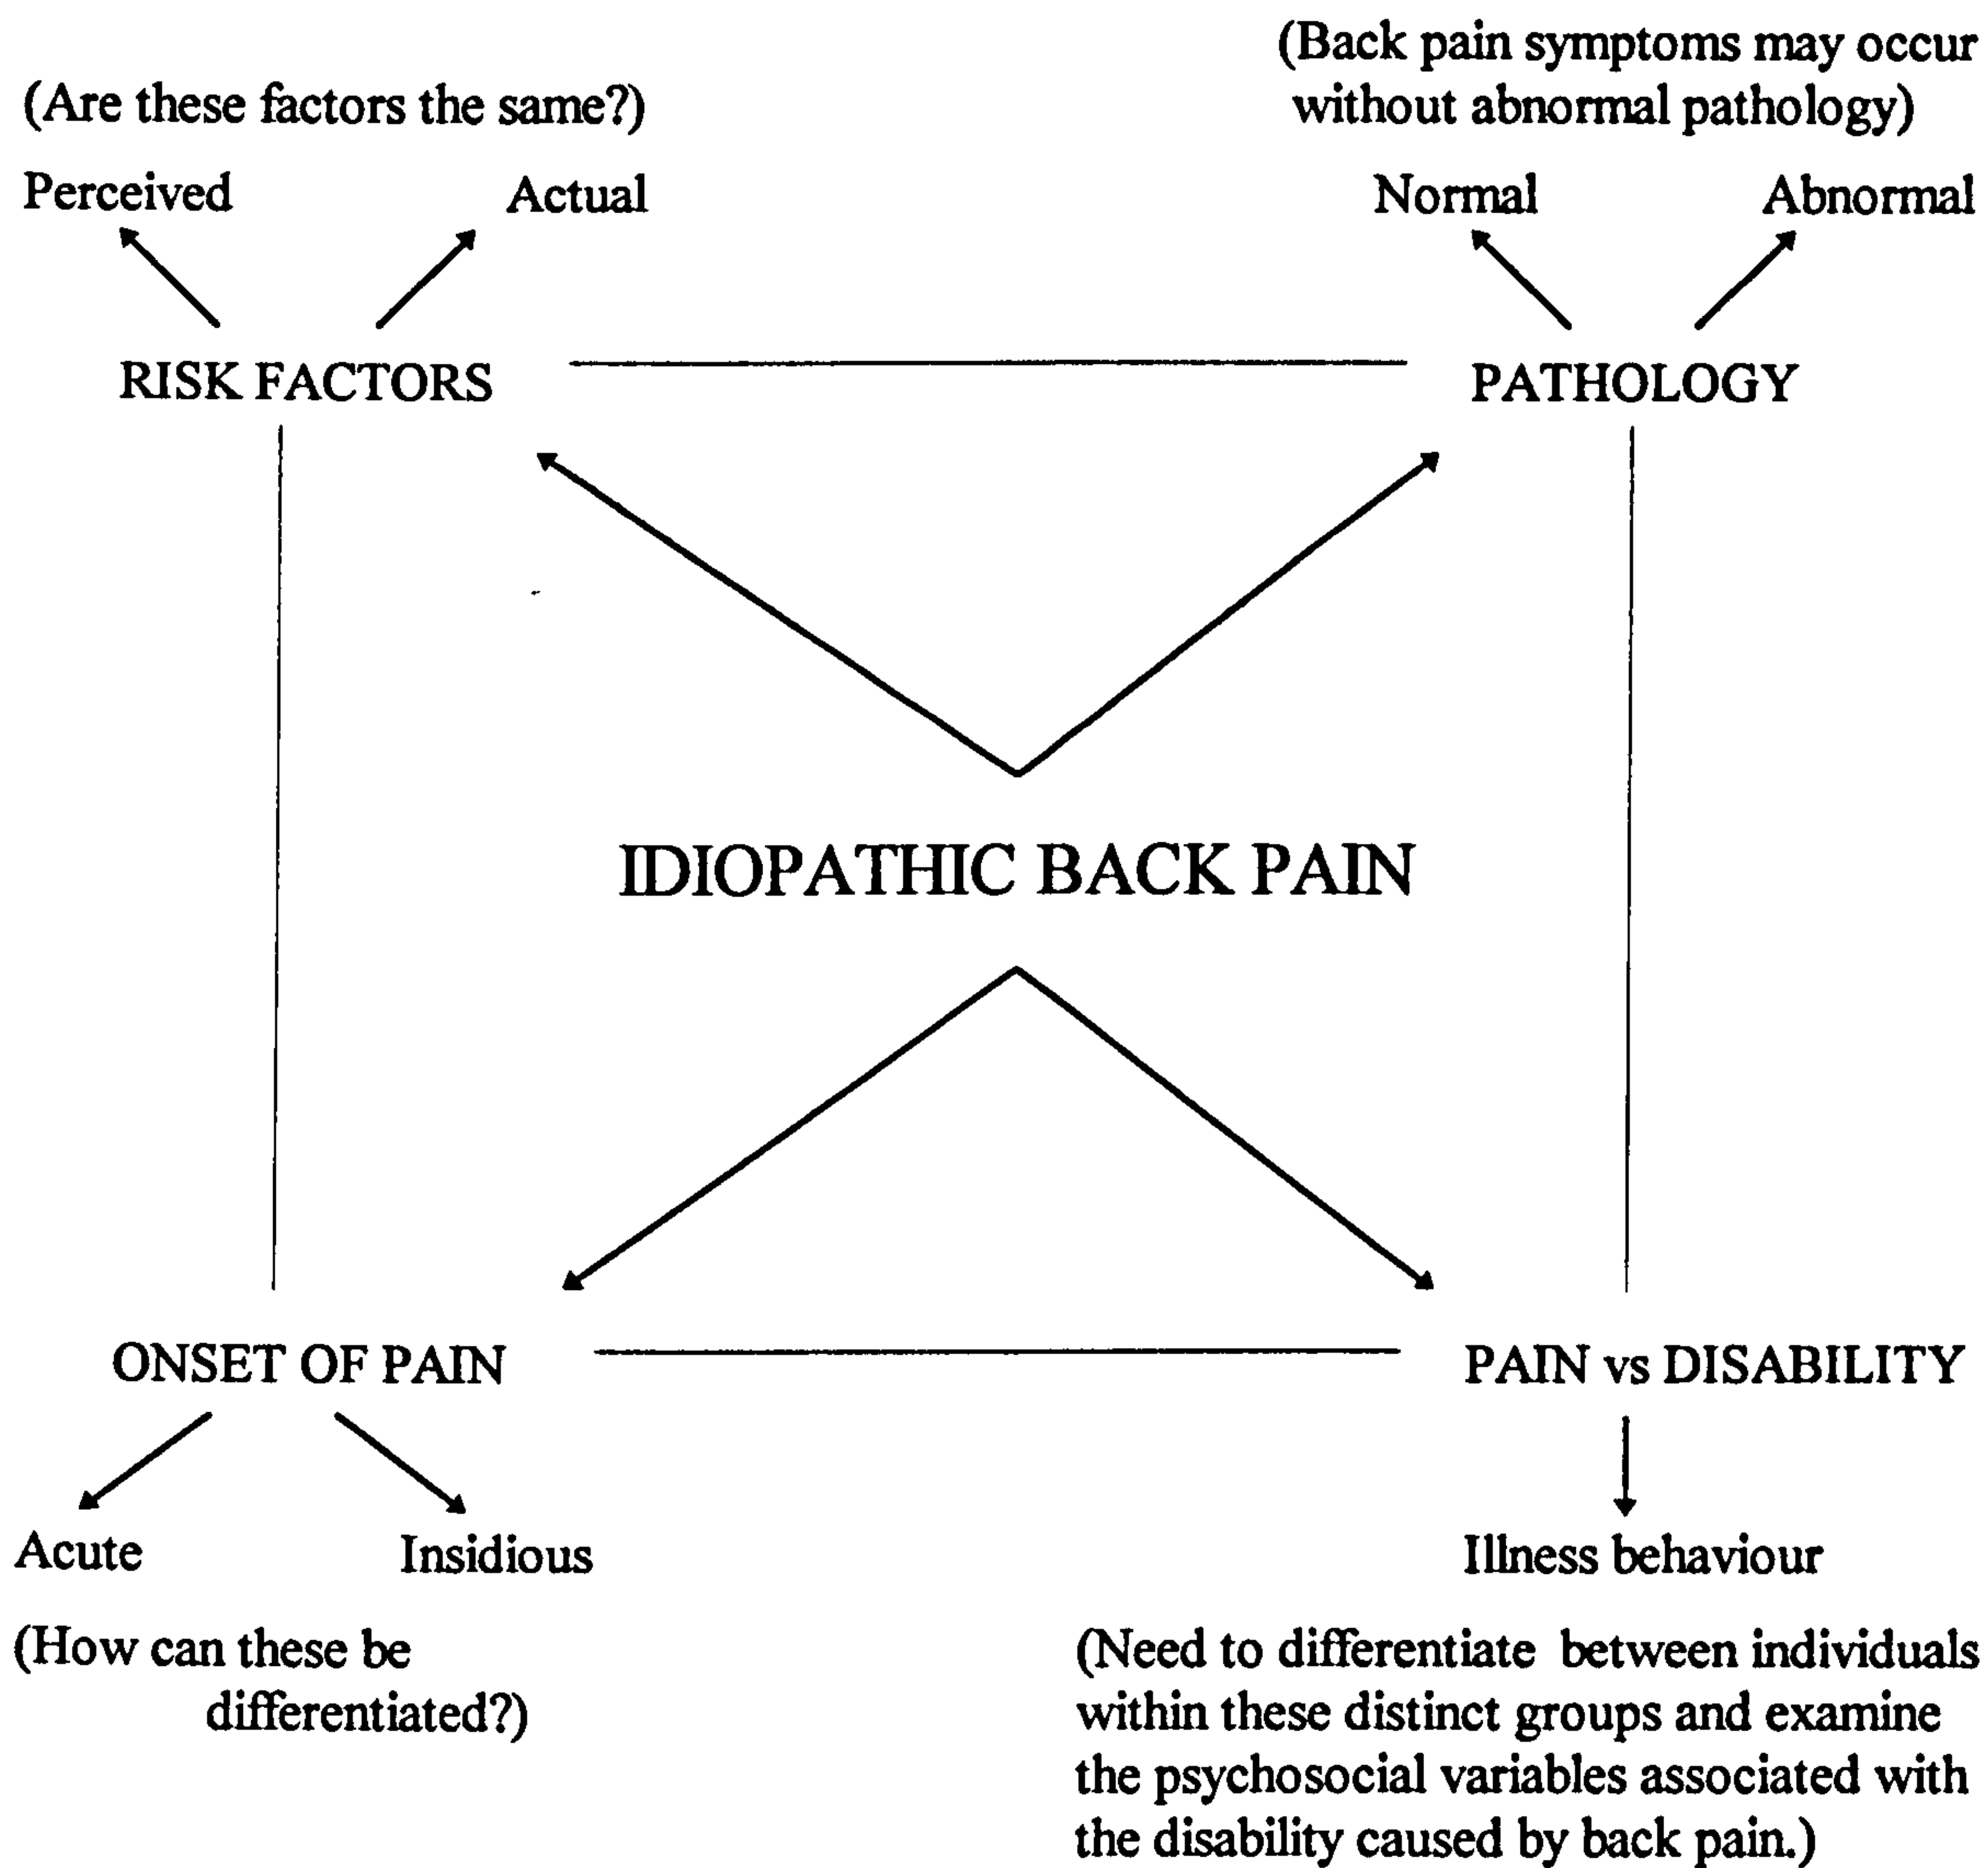 (Back pain symptoms may occur
(Are these factors the same?) without abnormal pathology)
Perceived Actual Normal Abnormal
RISK FACTORS PATHOLOGY
IDIOPATHIC BACK PAIN
ONSET OF PAIN PAIN vs DISABILITY
Acute Insidious Illness behaviour
(How can these be
differentiated?)
(Need to differentiate between individuals
within these distinct groups and examine
the psychosocial variables associated with
the disability caused by back pain.)